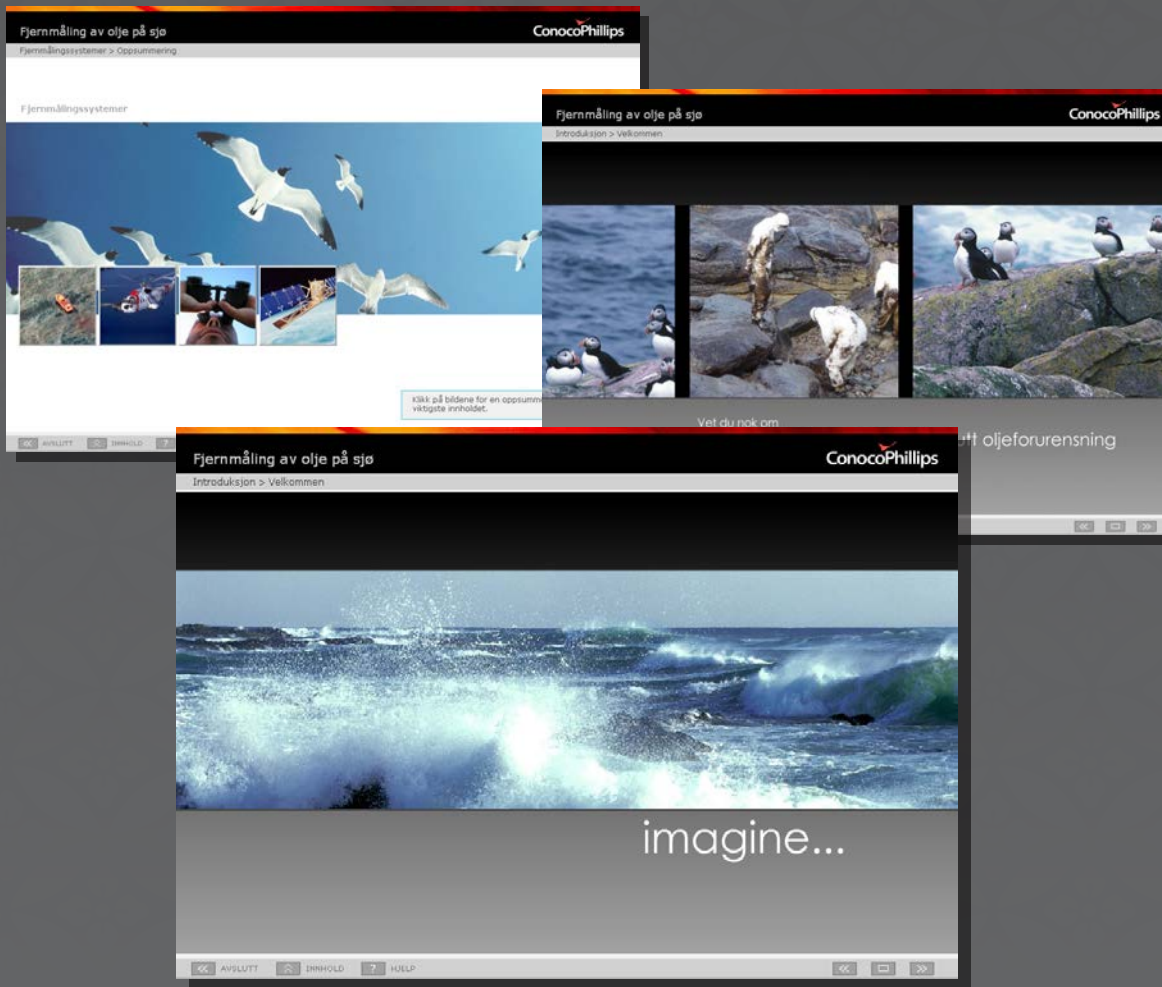 Fjernmåling av olje på sjø
ConocoPhillips
Fjernmålingssystemer > Oppsummering
Fjernmålingssystemer
Klikk på bildene for en
viktigste innholdet.
AVSLUTT
INNHOLD
?
Fjernmåling av olje på sjø
ConocoPhillips
Introduksjon > Velkommen
Vet du nok om
oljeforurensning
Fjernmåling av olje på sjø
ConocoPhillips
Introduksjon > Velkommen
imagine...
AVSLUTT
INNHOLD
? HJELP